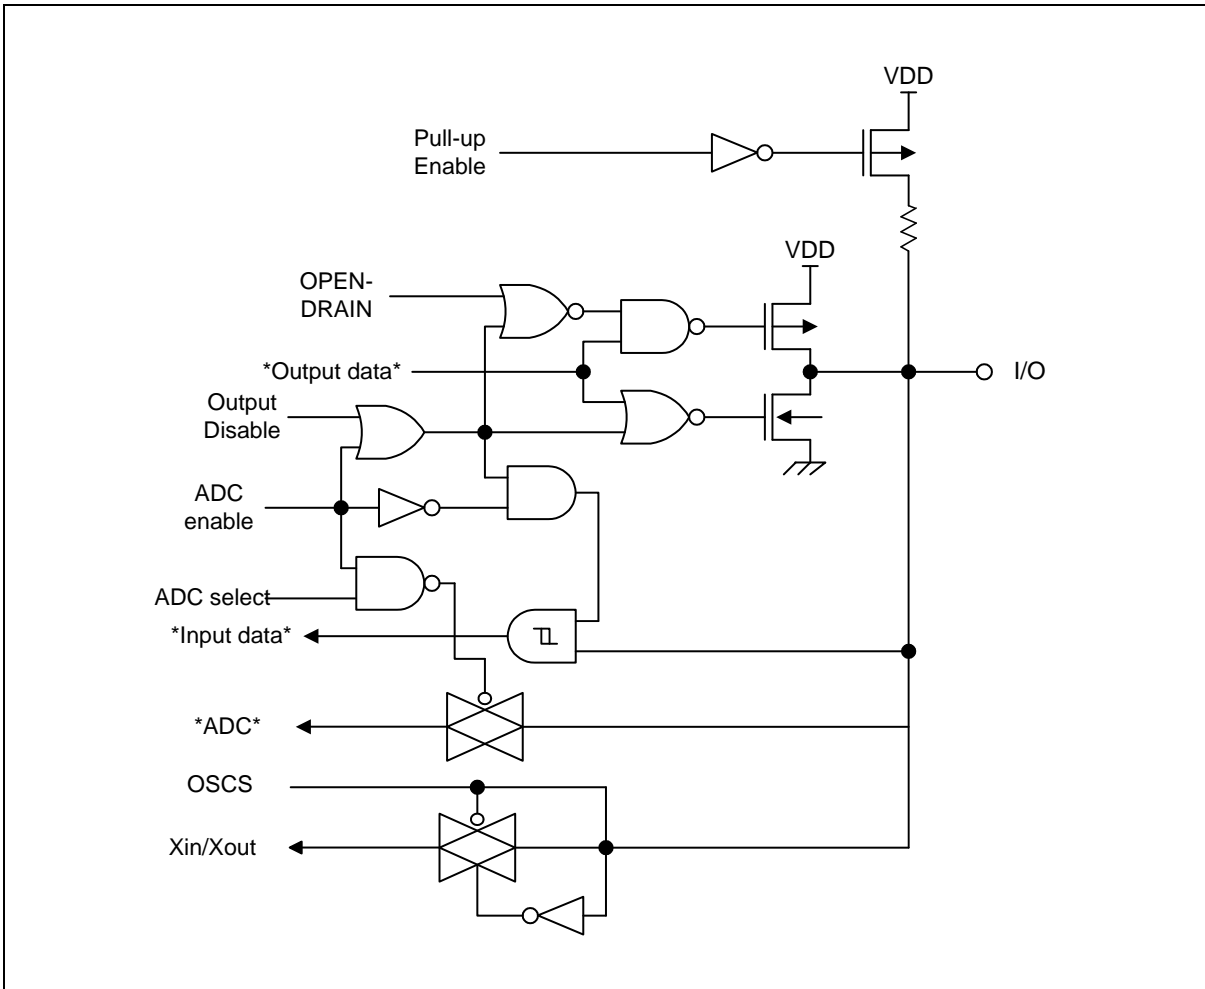 VDD
Pull-up
Enable
VDD
OPEN-
DRAIN
*Output data*
I/O
Output
Disable
ADC
enable
ADC select
*Input data*
*ADC*
OSCS
Xin/Xout